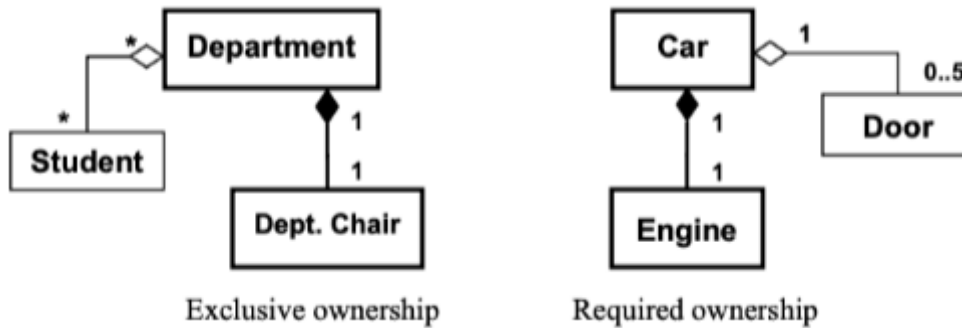 Department
*
*
Student
1
1
Dept. Chair
Exclusive ownership
Car
1
0..5
Door
1
1
Engine
Required ownership